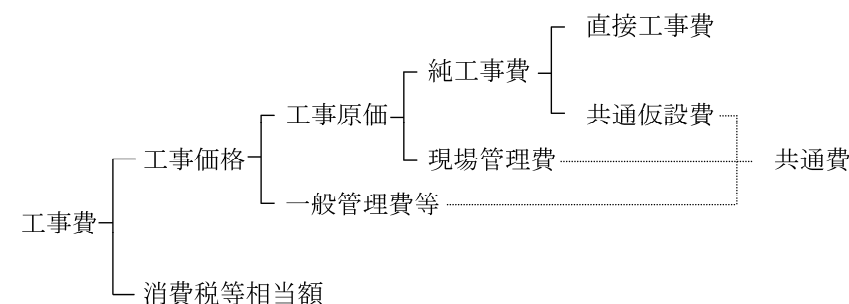 直接工事費
純工事費
工事原価
共通仮設費
工事価格
現場管理費
共通費
一般管理費等
工事費
消費税等相当額